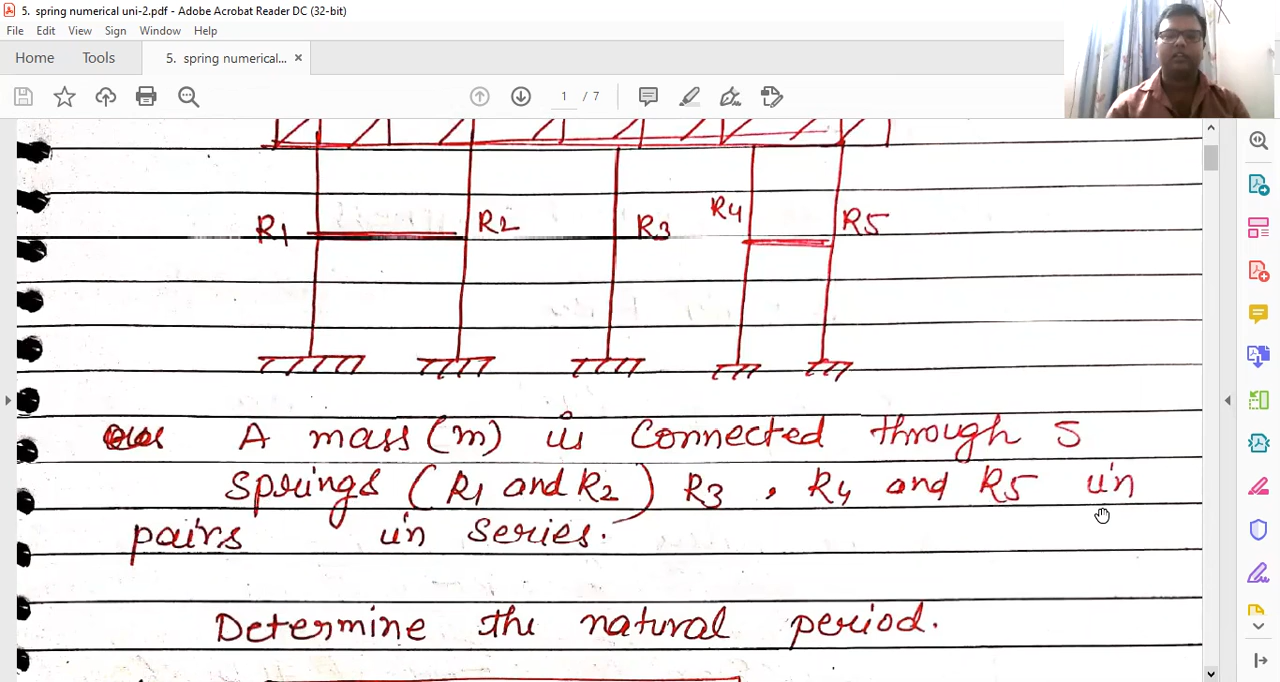 5. spring numerical uni-2.pdf - Adobe Acrobat Reader DC (32-bit)
File Edit View Sign Window Help
Home Tools 5. spring numerical... ×
1 / 7
R1 R2 R3 R4 R5
A mass (m) is connected through 5
springs (R1 and R2) R3 , R4 and R5 in
pairs in series.
Determine the natural period.